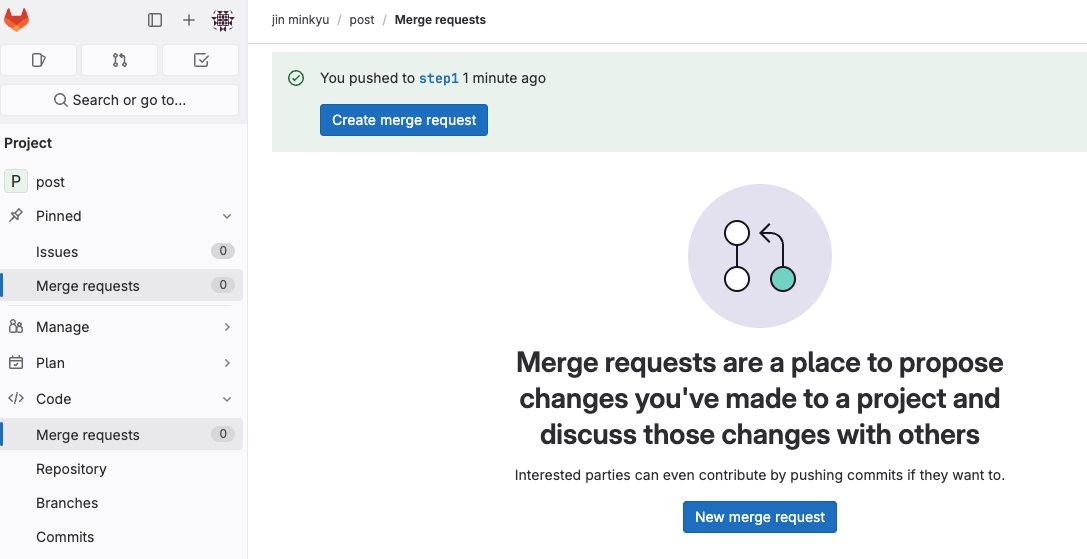 jin minkyu / post / Merge requests
You pushed to step1 1 minute ago
Create merge request
Search or go to...
Project
P post
Pinned
Issues 0
Merge requests 0
Manage
Plan
Code
Merge requests 0
Repository
Branches
Commits
Merge requests are a place to propose
changes you've made to a project and
discuss those changes with others
Interested parties can even contribute by pushing commits if they want to.
New merge request